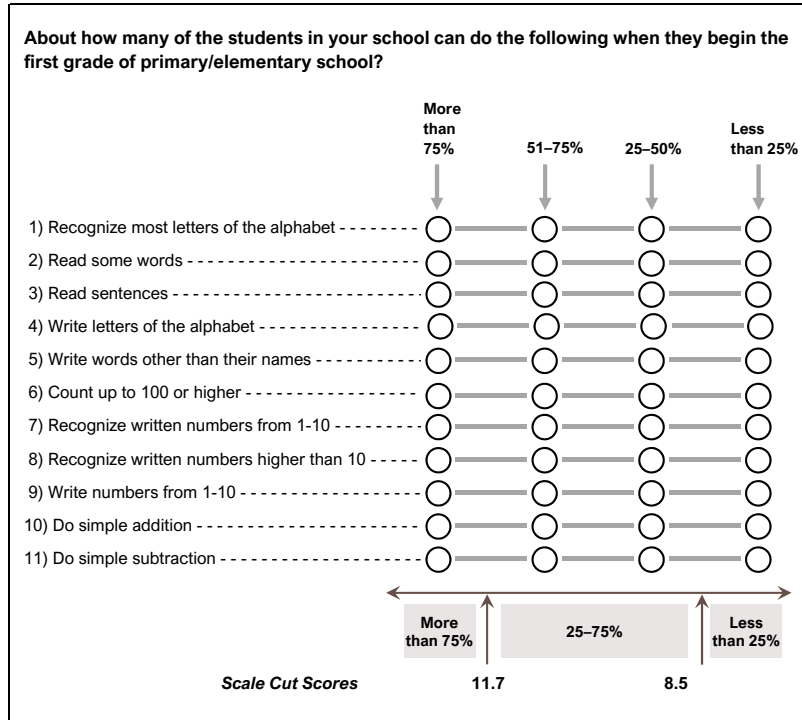 About how many of the students in your school can do the following when they begin the
first grade of primary/elementary school?
More
than
75%
51–75%
25–50%
Less
than 25%
1) Recognize most letters of the alphabet
2) Read some words
3) Read sentences
4) Write letters of the alphabet
5) Write words other than their names
6) Count up to 100 or higher
7) Recognize written numbers from 1-10
8) Recognize written numbers higher than 10
9) Write numbers from 1-10
10) Do simple addition
11) Do simple subtraction
More
than 75%
25–75%
Less
than 25%
Scale Cut Scores 11.7 8.5